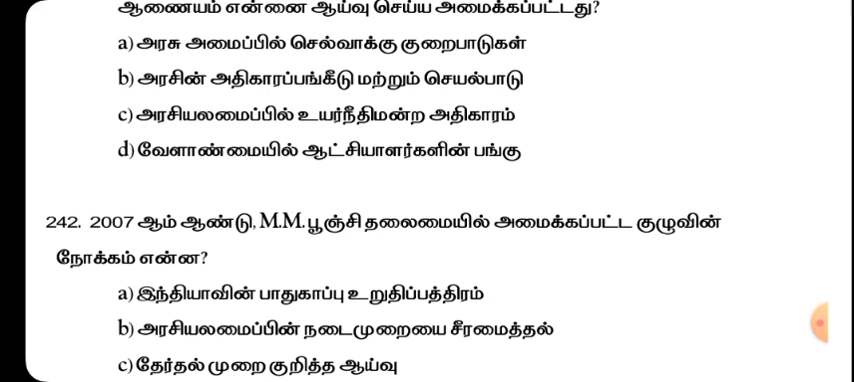 ஆணையம் என்னை ஆய்வு செய்ய அமைக்கப்பட்டது?
a) அரசு அமைப்பில் செல்வாக்கு குறைபாடுகள்
b) அரசின் அதிகாரப்பங்கீடு மற்றும் செயல்பாடு
c) அரசியலமைப்பில் உயர்நீதிமன்ற அதிகாரம்
d) வேளாண்மையில் ஆட்சியாளர்களின் பங்கு
242. 2007 ஆம் ஆண்டு, M.M. பூஞ்சி தலைமையில் அமைக்கப்பட்ட குழுவின்
நோக்கம் என்ன?
a) இந்தியாவின் பாதுகாப்பு உறுதிப்பத்திரம்
b) அரசியலமைப்பின் நடைமுறையை சீரமைத்தல்
c) தேர்தல் முறை குறித்த ஆய்வு